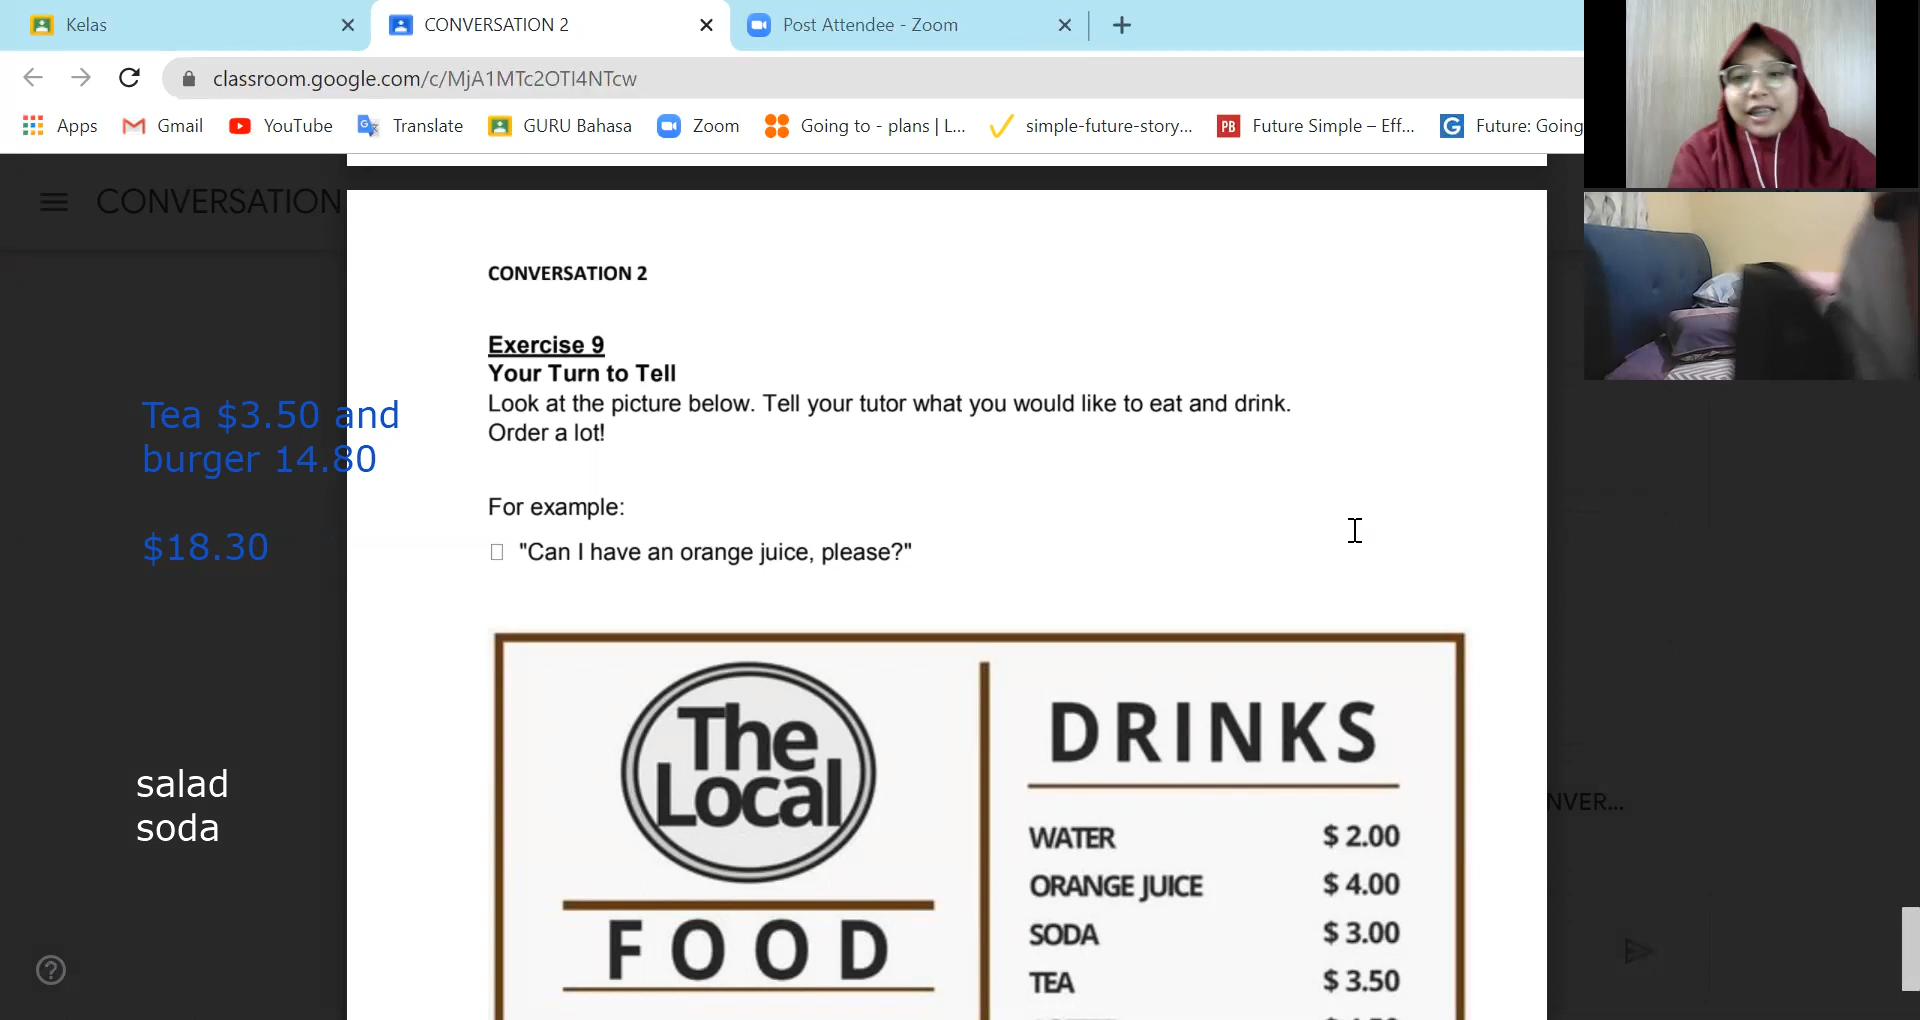 Kelas
CONVERSATION 2
Post Attendee - Zoom
classroom.google.com/c/MjA1MTc2OTI4NTcw
Apps
Gmail
YouTube
Translate
GURU Bahasa
Zoom
Going to - plans | L...
simple-future-story...
PB
Future Simple – Eff...
Future: Going
CONVERSATION
CONVERSATION 2
Exercise 9
Your Turn to Tell
Look at the picture below. Tell your tutor what you would like to eat and drink.
Order a lot!
For example:
"Can I have an orange juice, please?"
Tea $3.50 and
burger 14.80
$18.30
salad
soda
The
Local
FOOD
DRINKS
WATER $ 2.00
ORANGE JUICE $ 4.00
SODA $ 3.00
TEA $ 3.50
NVER...